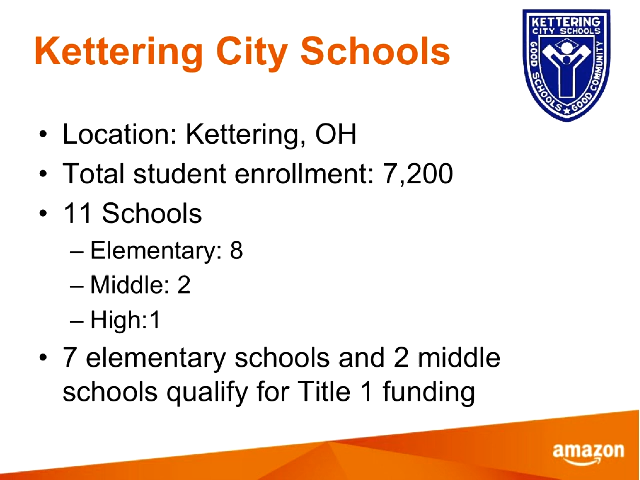 Kettering City Schools
KETTERING
CITY SCHOOLS
GOOD SCHOOLS ★ GOOD COMMUNITY
• Location: Kettering, OH
• Total student enrollment: 7,200
• 11 Schools
– Elementary: 8
– Middle: 2
– High:1
• 7 elementary schools and 2 middle
schools qualify for Title 1 funding
amazon